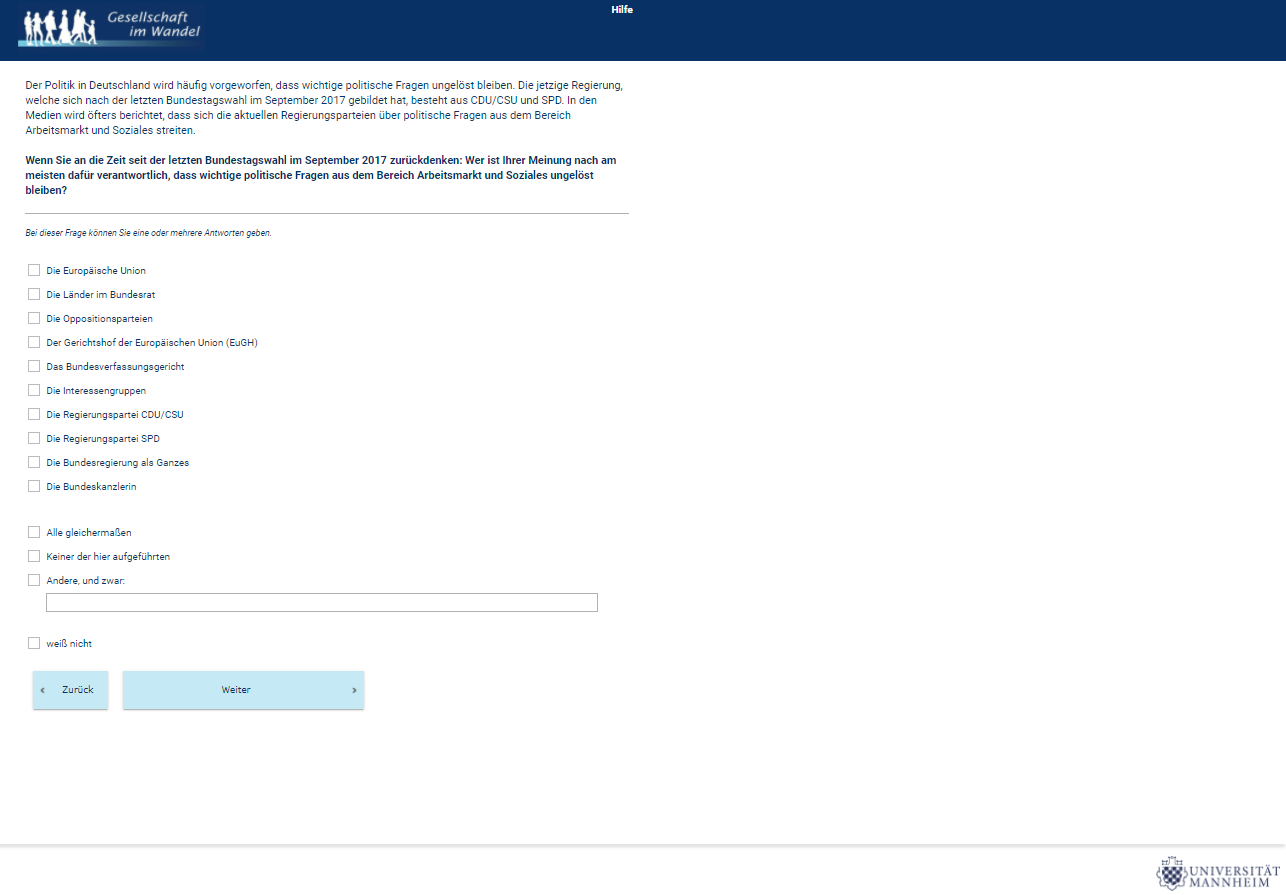 Gesellschaft
im Wandel
Hilfe
Der Politik in Deutschland wird häufig vorgeworfen, dass wichtige politische Fragen ungelöst bleiben. Die jetzige Regierung,
welche sich nach der letzten Bundestagswahl im September 2017 gebildet hat, besteht aus CDU/CSU und SPD. In den
Medien wird öfters berichtet, dass sich die aktuellen Regierungsparteien über politische Fragen aus dem Bereich
Arbeitsmarkt und Soziales streiten.
Wenn Sie an die Zeit seit der letzten Bundestagswahl im September 2017 zurückdenken: Wer ist Ihrer Meinung nach am
meisten dafür verantwortlich, dass wichtige politische Fragen aus dem Bereich Arbeitsmarkt und Soziales ungelöst
bleiben?
Bei dieser Frage können Sie eine oder mehrere Antworten geben.
Die Europäische Union
Die Länder im Bundesrat
Die Oppositionsparteien
Der Gerichtshof der Europäischen Union (EuGH)
Das Bundesverfassungsgericht
Die Interessengruppen
Die Regierungspartei CDU/CSU
Die Regierungspartei SPD
Die Bundesregierung als Ganzes
Die Bundeskanzlerin
Alle gleichermaßen
Keiner der hier aufgeführten
Andere, und zwar:
weiß nicht
‹ Zurück
Weiter ›
UNIVERSITÄT
MANNHEIM